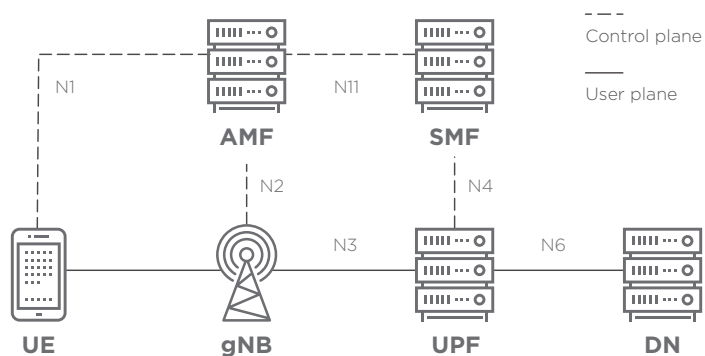 Control plane
User plane
N1
N11
AMF
SMF
N2
N4
N3
N6
UE
gNB
UPF
DN